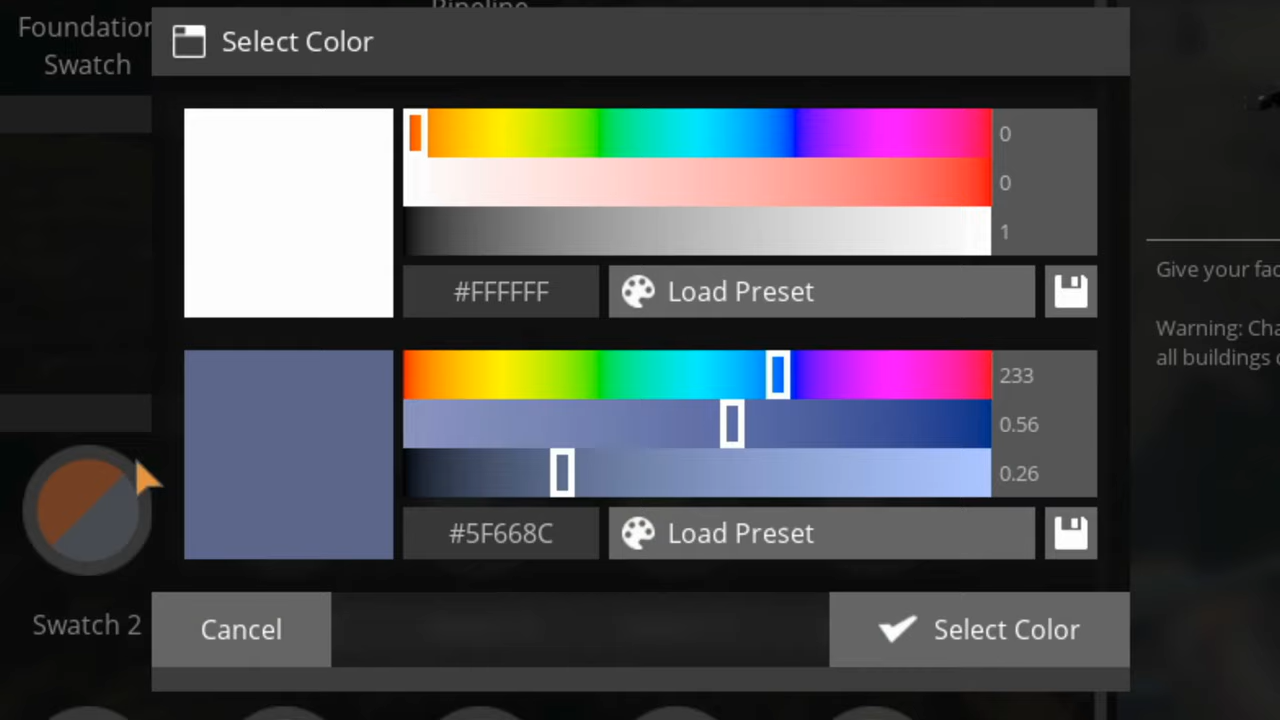 Pipeline
Foundation
Swatch
Select Color
0
0
1
#FFFFFF
Load Preset
Give your fac
Warning: Cha
all buildings
233
0.56
0.26
#5F668C
Load Preset
Swatch 2
Cancel
Select Color